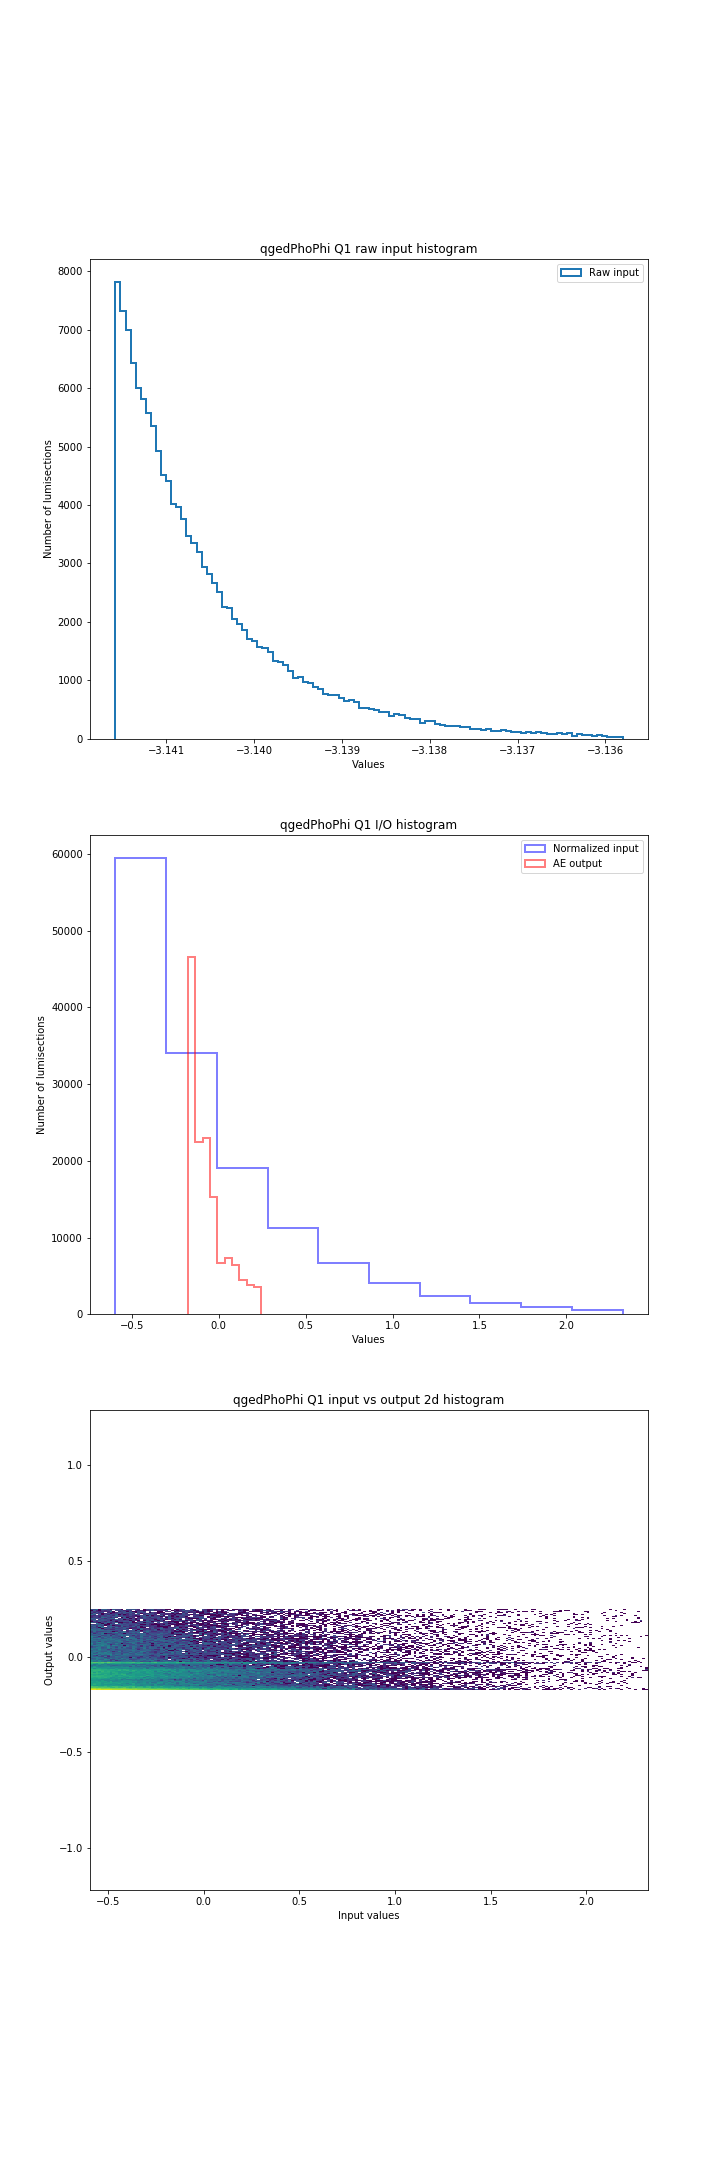 qgedPhoPhi Q1 raw input histogram
8000
7000
6000
5000
4000
3000
2000
1000
0
Number of lumisections
Raw input
−3.141 −3.140 −3.139 −3.138 −3.137 −3.136
Values
qgedPhoPhi Q1 I/O histogram
60000
50000
40000
30000
20000
10000
0
Number of lumisections
Normalized input
AE output
−0.5 0.0 0.5 1.0 1.5 2.0
Values
qgedPhoPhi Q1 input vs output 2d histogram
1.0
0.5
0.0
−0.5
−1.0
Output values
−0.5 0.0 0.5 1.0 1.5 2.0
Input values